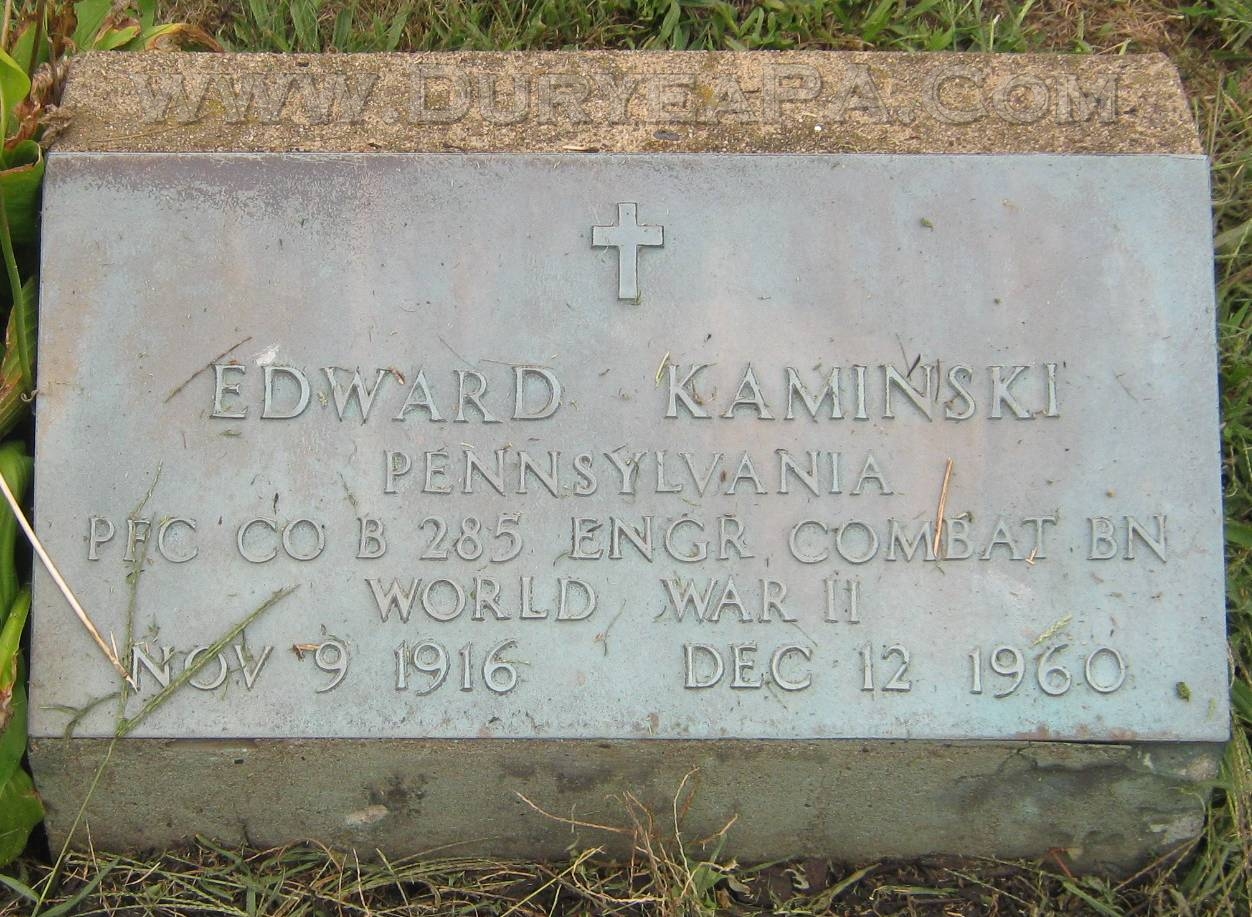 www.DuryeaPA.Com
EDWARD KAMINSKI
PENNSYLVANIA
PFC CO B 285 ENGR COMBAT BN
WORLD WAR II
NOV 9 1916 DEC 12 1960